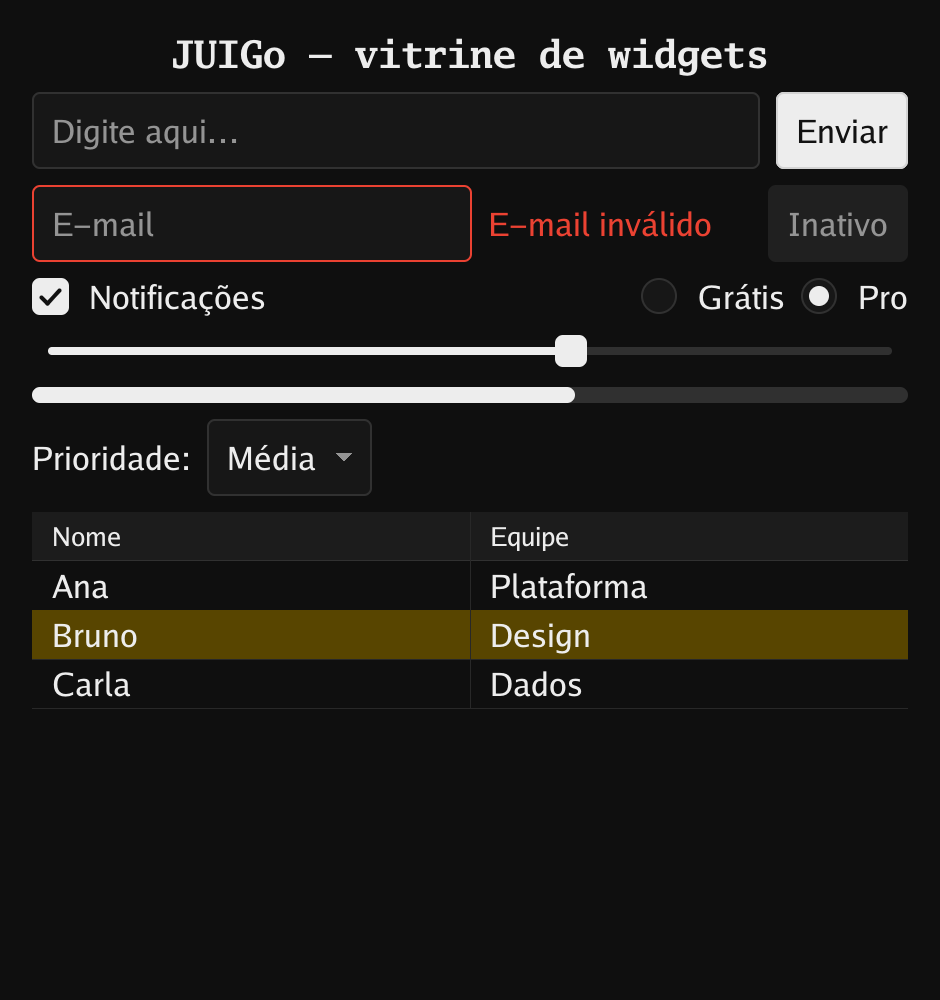 JUIGo — vitrine de widgets
Digite aqui... Enviar
E-mail E-mail inválido Inativo
Notificações Grátis Pro
Prioridade: Média
Nome Equipe
Ana Plataforma
Bruno Design
Carla Dados